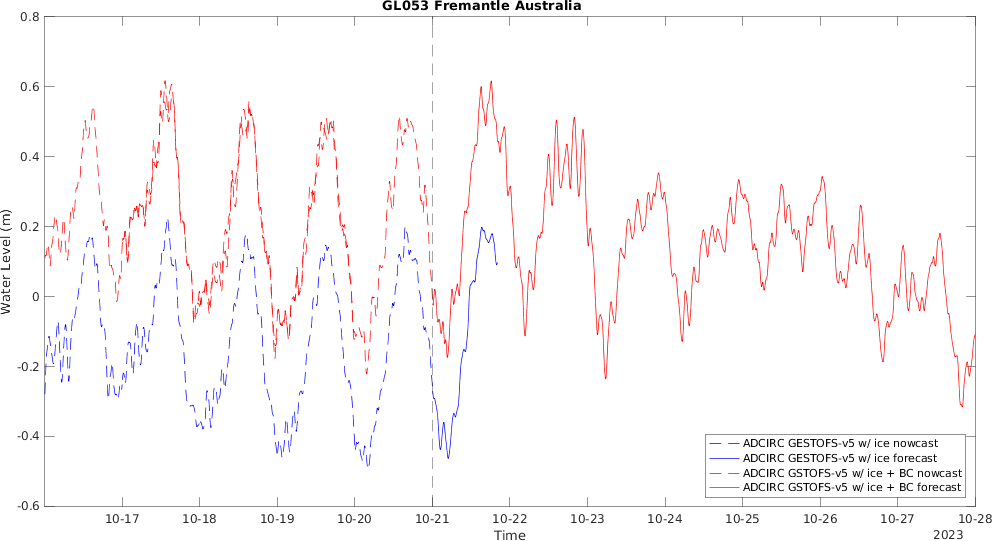 GL053 Fremantle Australia
0.8
0.6
0.4
0.2
0
-0.2
-0.4
-0.6
Water Level (m)
10-17 10-18 10-19 10-20 10-21 10-22 10-23 10-24 10-25 10-26 10-27 10-28
Time
2023
ADCIRC GESTOFS-v5 w/ ice nowcast
ADCIRC GESTOFS-v5 w/ ice forecast
ADCIRC GSTOFS-v5 w/ ice + BC nowcast
ADCIRC GSTOFS-v5 w/ ice + BC forecast